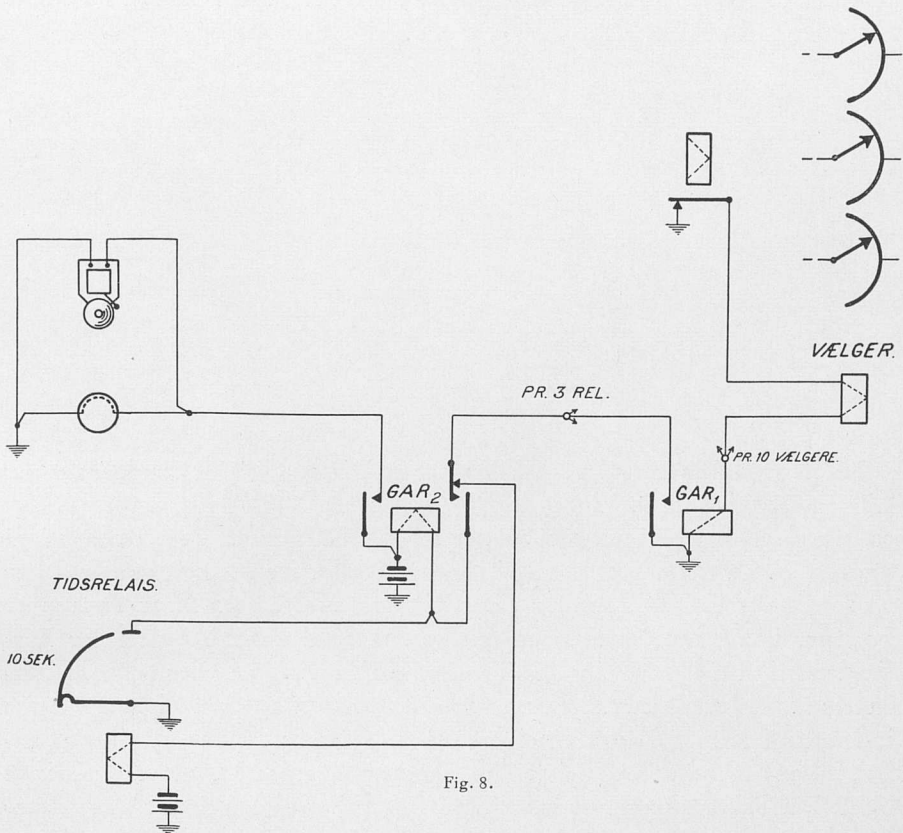 VÆLGER.
PR. 3 REL.
PR. 10 VÆLGERE.
GAR₂
GAR₁
TIDSRELAIS.
10 SEK.
Fig. 8.